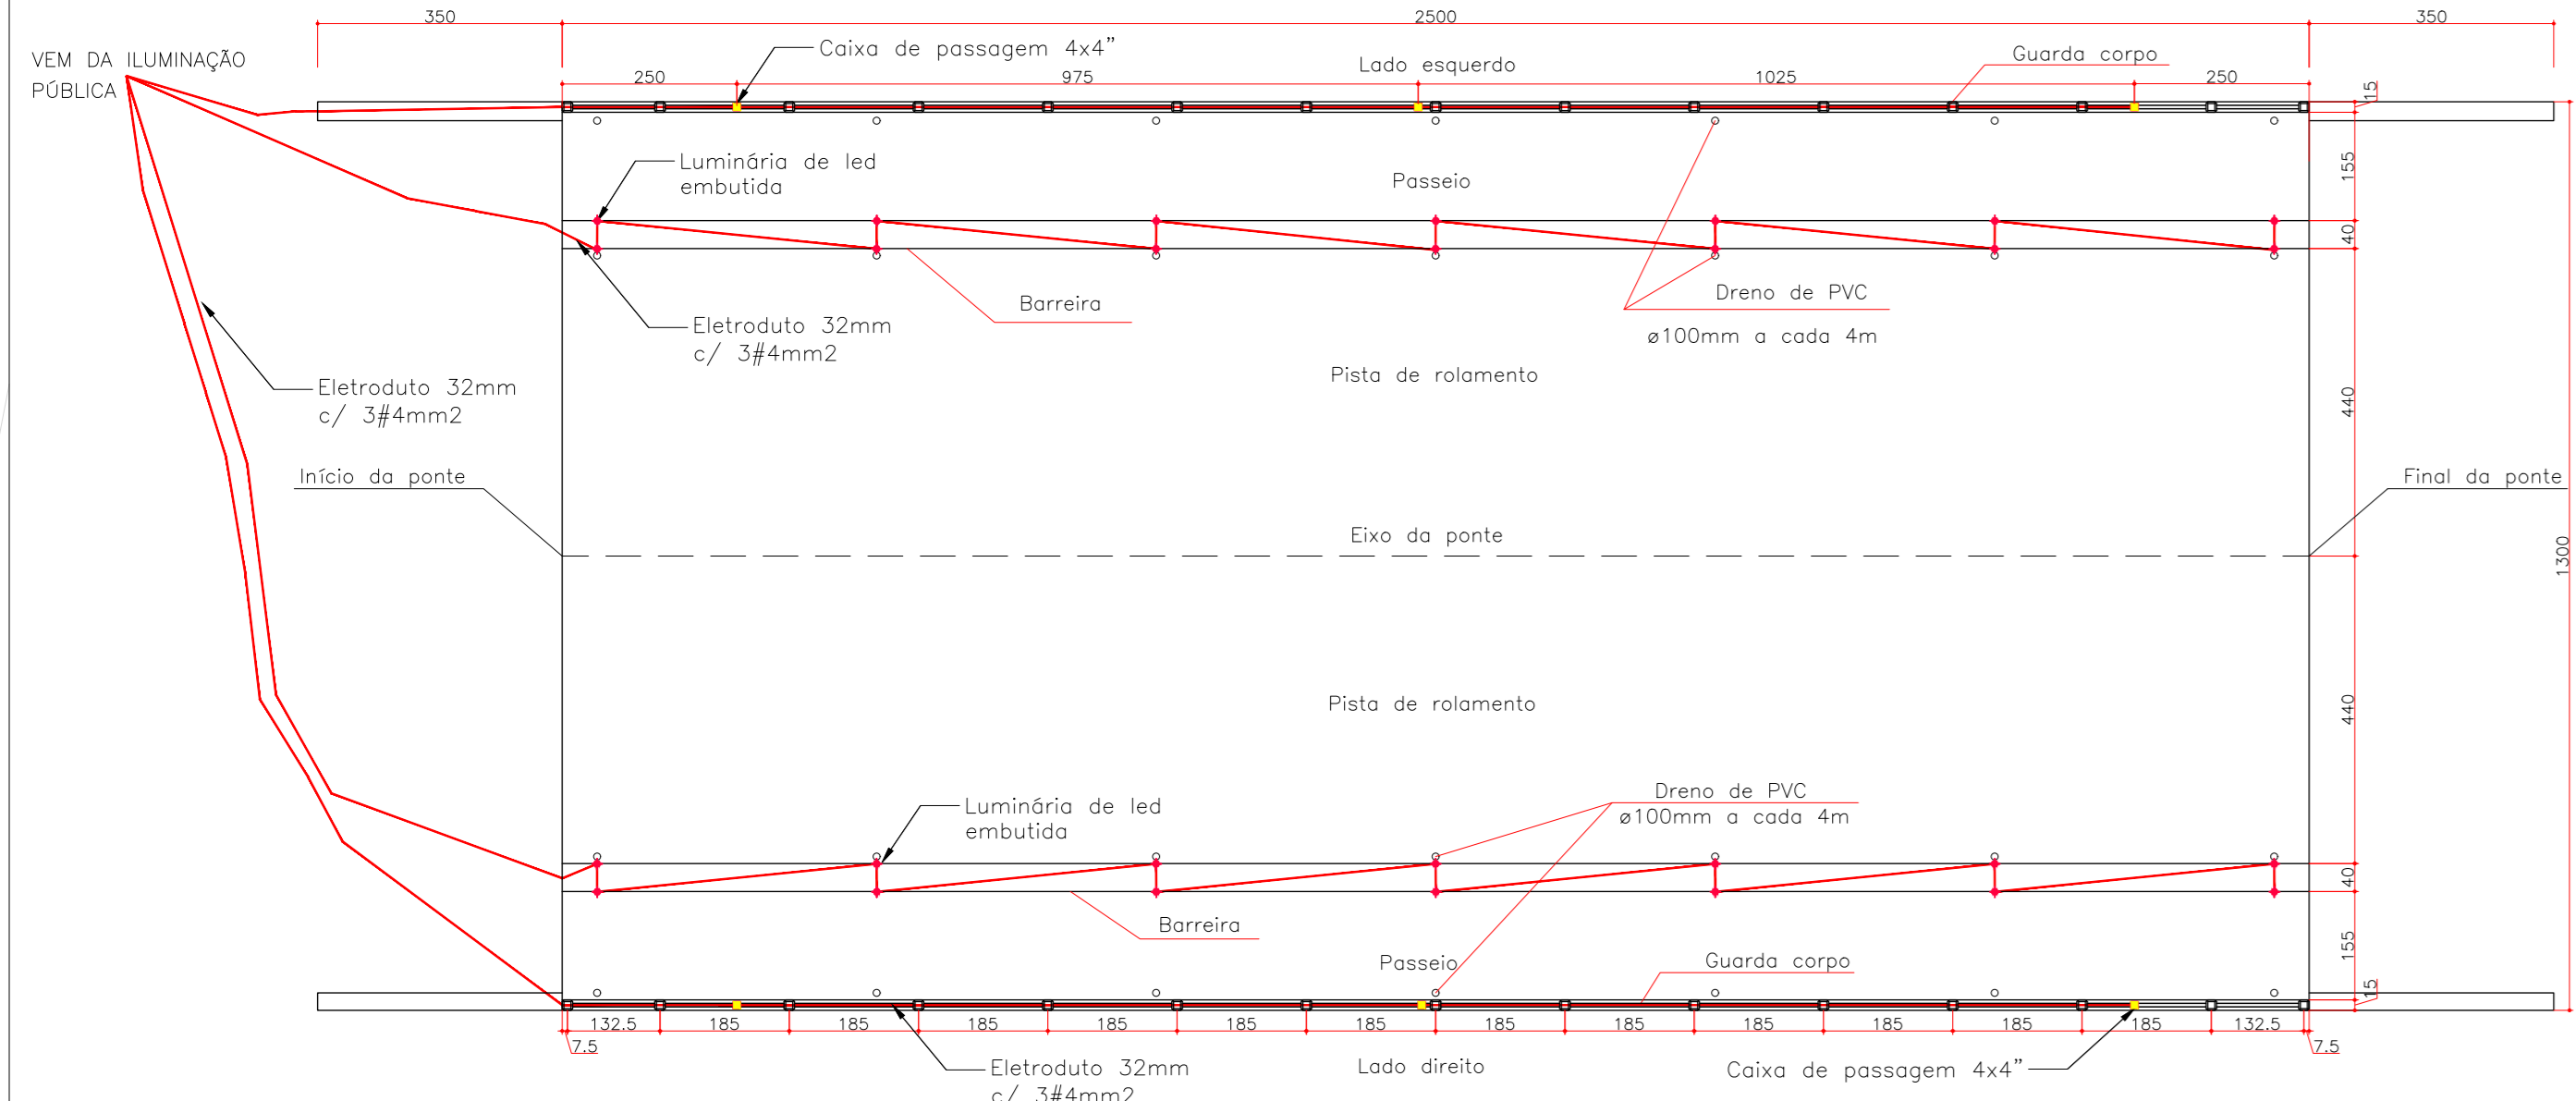 350
2500
350
VEM DA ILUMINAÇÃO
PÚBLICA
Caixa de passagem 4x4”
Lado esquerdo
Guarda corpo
250
975
1025
250
15
Luminária de led
embutida
Passeio
155
40
Barreira
Dreno de PVC
ø100mm a cada 4m
Eletroduto 32mm
c/ 3#4mm2
Pista de rolamento
Eletroduto 32mm
c/ 3#4mm2
440
Início da ponte
Final da ponte
Eixo da ponte
1300
Pista de rolamento
440
Luminária de led
embutida
Dreno de PVC
ø100mm a cada 4m
40
Barreira
155
Passeio
Guarda corpo
15
132.5
185
185
185
185
185
185
185
185
185
185
185
185
132.5
7.5
7.5
Eletroduto 32mm
c/ 3#4mm2
Lado direito
Caixa de passagem 4x4”